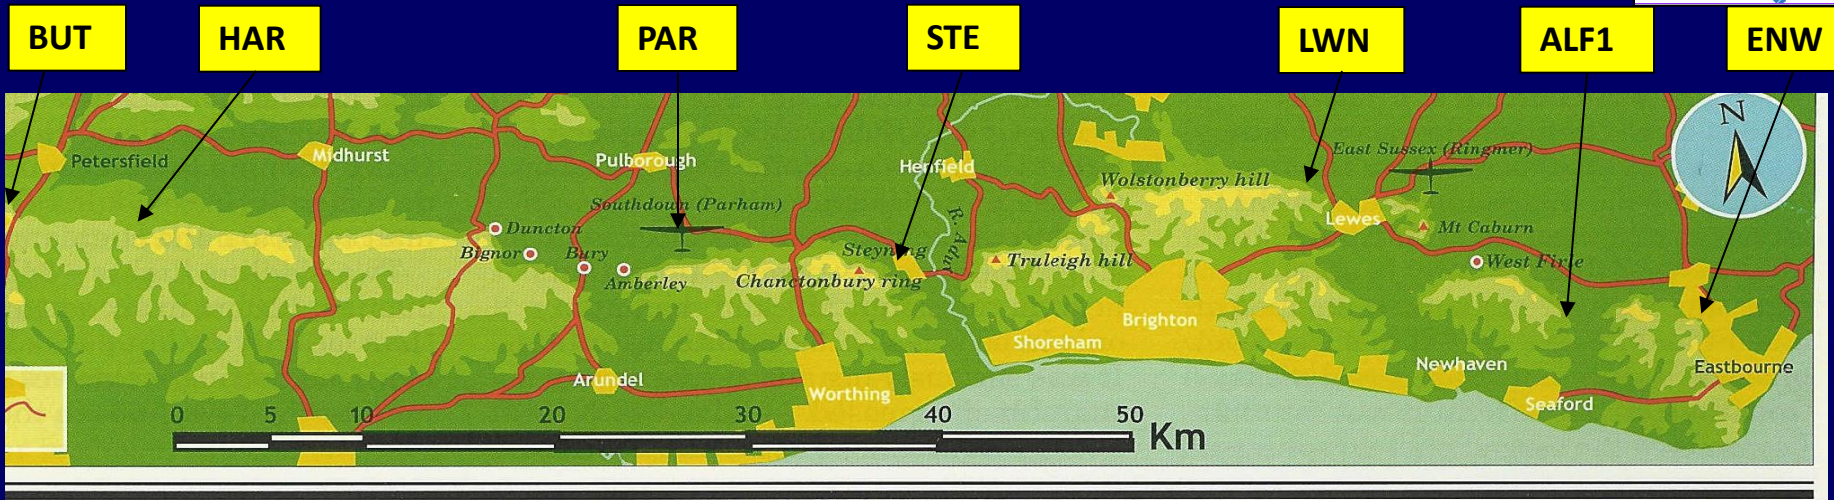 BUT HAR PAR STE LWN ALF1 ENW
N
Petersfield Midhurst Pulborough Henfield East Sussex (Ringmer)
Wolstonberry hill
Southdown (Parham) R. Adur Lewes
Duncton Mt Caburn
Bignor Bury Steyning Truleigh hill West Firle
Amberley Chanctonbury ring
Brighton
Shoreham
Newhaven Eastbourne
Arundel Worthing Seaford
0 5 10 20 30 40 50 Km